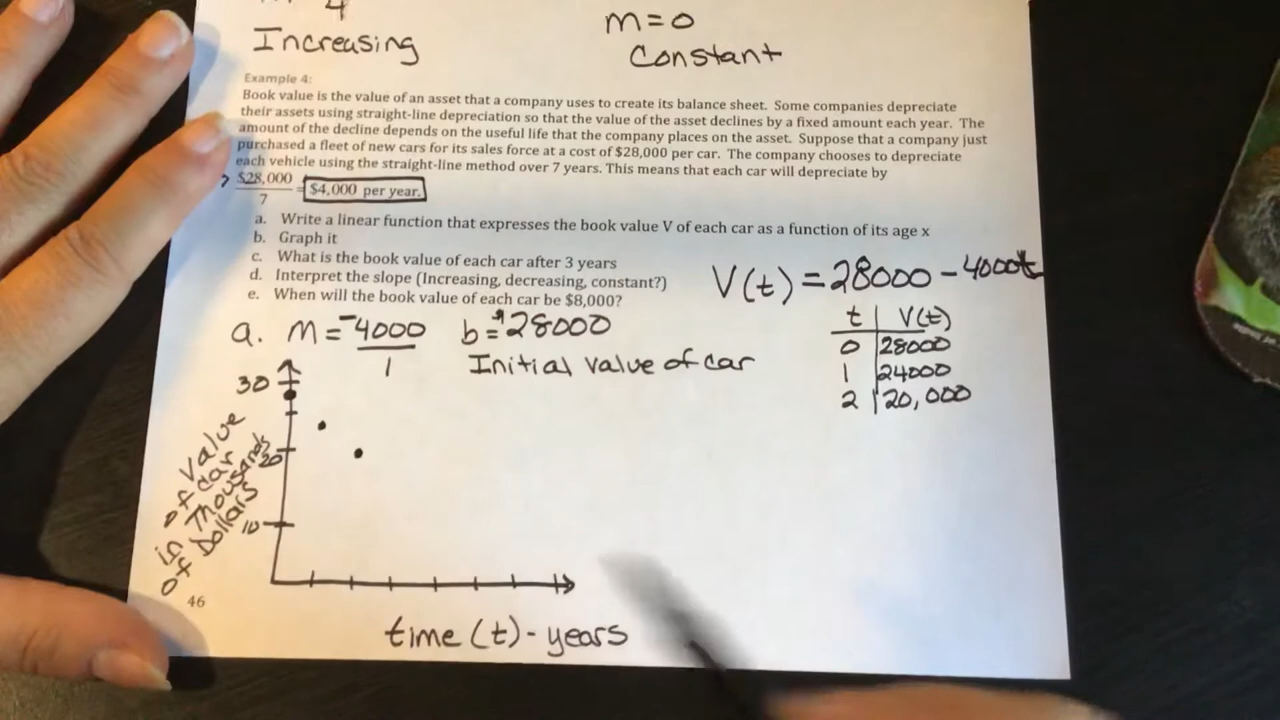 4
m=0
Increasing
Constant
Example 4:
Book value is the value of an asset that a company uses to create its balance sheet. Some companies depreciate
their assets using straight-line depreciation so that the value of the asset declines by a fixed amount each year. The
amount of the decline depends on the useful life that the company places on the asset. Suppose that a company just
purchased a fleet of new cars for its sales force at a cost of $28,000 per car. The company chooses to depreciate
each vehicle using the straight-line method over 7 years. This means that each car will depreciate by
$28,000
7
= $4,000 per year.
a. Write a linear function that expresses the book value V of each car as a function of its age x
b. Graph it
c. What is the book value of each car after 3 years
d. Interpret the slope (Increasing, decreasing, constant?)
e. When will the book value of each car be $8,000?
V(t)=28000-4000t
a. m = -4000
1
b=$28000
Initial value of car
t V(t)
0 28000
1 24000
2 20,000
30
20
10
Value
of car
in Thousands
of Dollars
time (t) - years
46